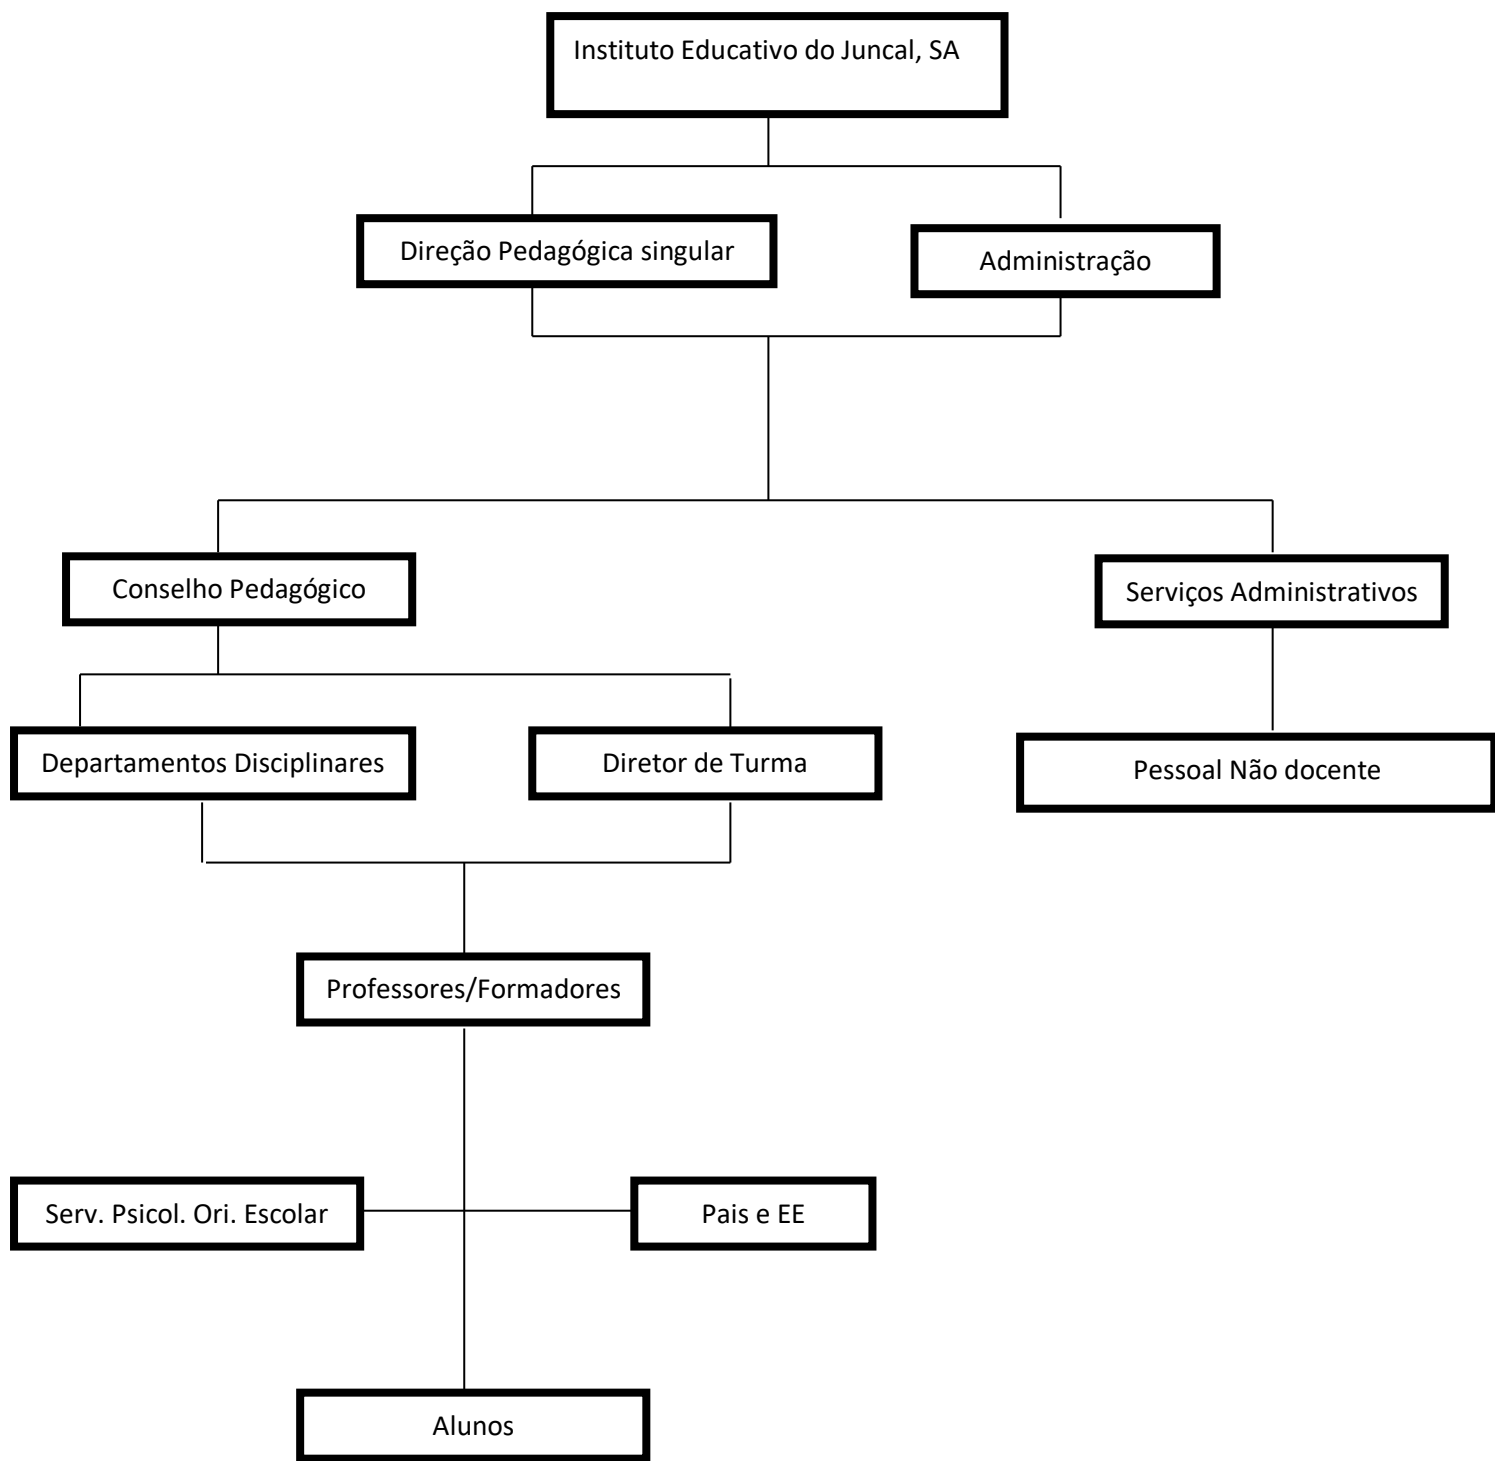 Instituto Educativo do Juncal, SA
Direção Pedagógica singular
Administração
Conselho Pedagógico
Serviços Administrativos
Departamentos Disciplinares
Diretor de Turma
Pessoal Não docente
Professores/Formadores
Serv. Psicol. Ori. Escolar
Pais e EE
Alunos